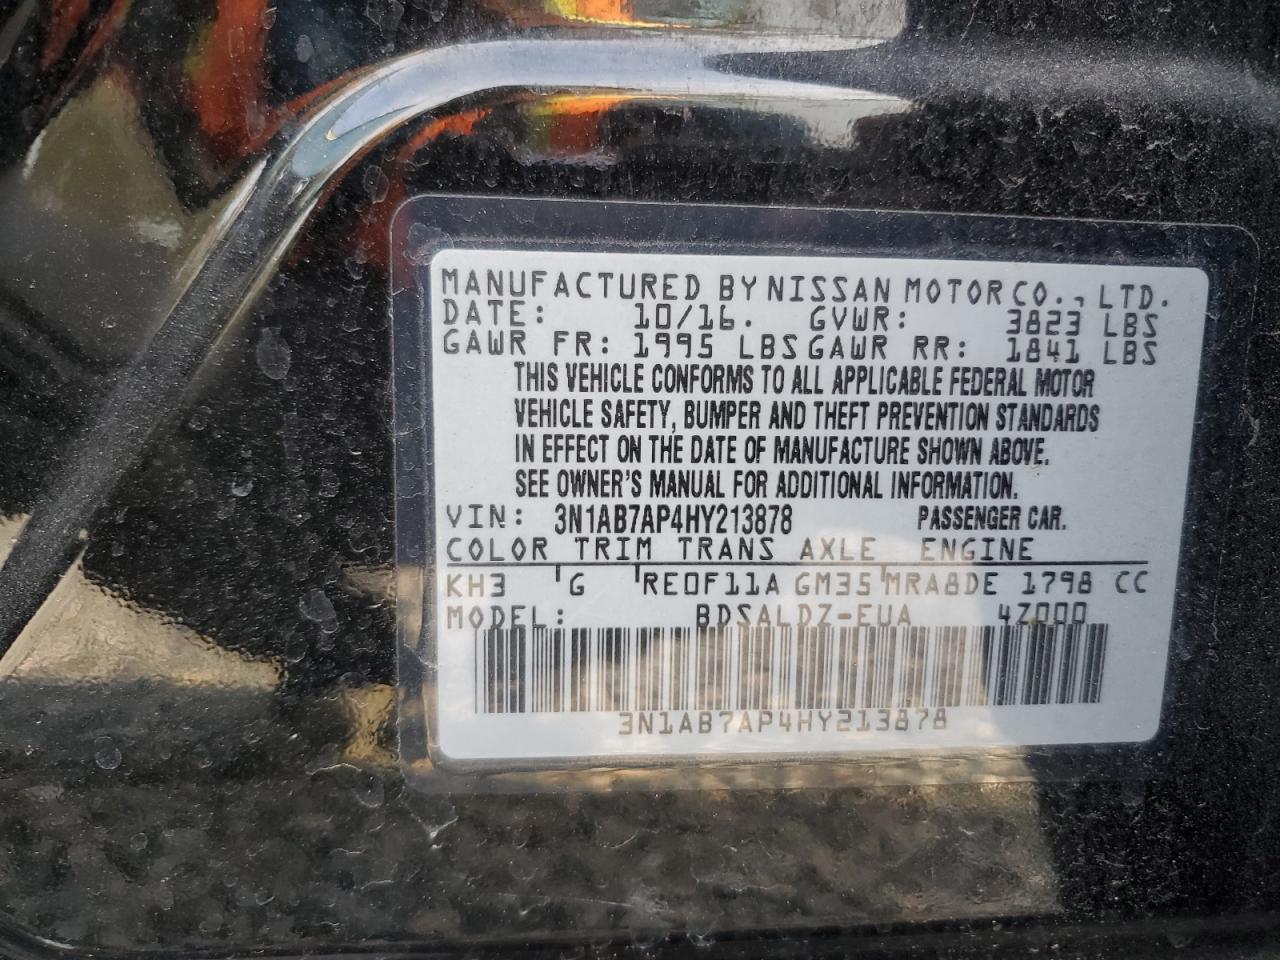 MANUFACTURED BY NISSAN MOTOR CO., LTD.
DATE: 10/16. GVWR: 3823 LBS
GAWR FR: 1995 LBS GAWR RR: 1841 LBS
THIS VEHICLE CONFORMS TO ALL APPLICABLE FEDERAL MOTOR
VEHICLE SAFETY, BUMPER AND THEFT PREVENTION STANDARDS
IN EFFECT ON THE DATE OF MANUFACTURE SHOWN ABOVE.
SEE OWNER'S MANUAL FOR ADDITIONAL INFORMATION.
VIN: 3N1AB7AP4HY213878 PASSENGER CAR.
COLOR TRIM TRANS AXLE ENGINE
KH3 G RE0F11A GM35 MRA8DE 1798 CC
MODEL: BDSALDZ-EUA 4Z000
3N1AB7AP4HY213878